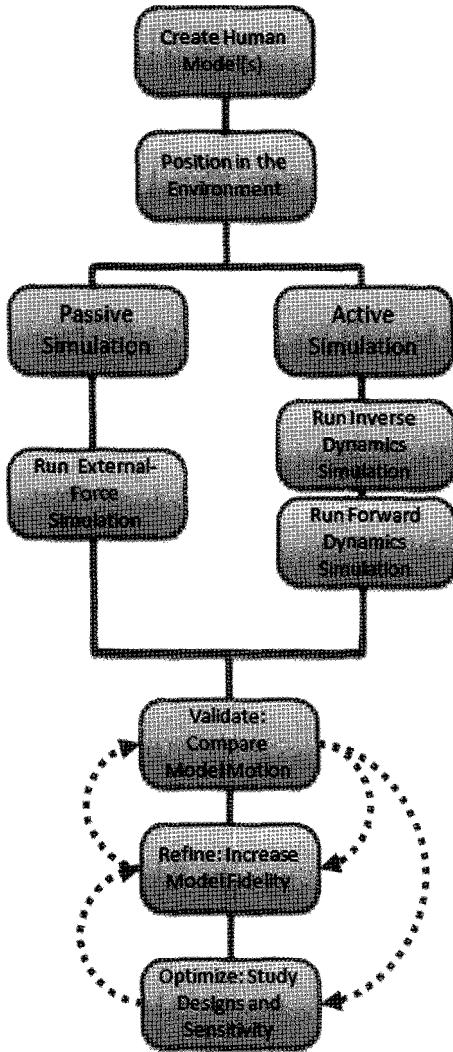 Create Human
Model(s)
Position in the
Environment
Passive
Simulation
Active
Simulation
Run External-
Force
Simulation
Run Inverse
Dynamics
Simulation
Run Forward
Dynamics
Simulation
Validate:
Compare
Model Motion
Refine: Increase
Model Fidelity
Optimize: Study
Designs and
Sensitivity